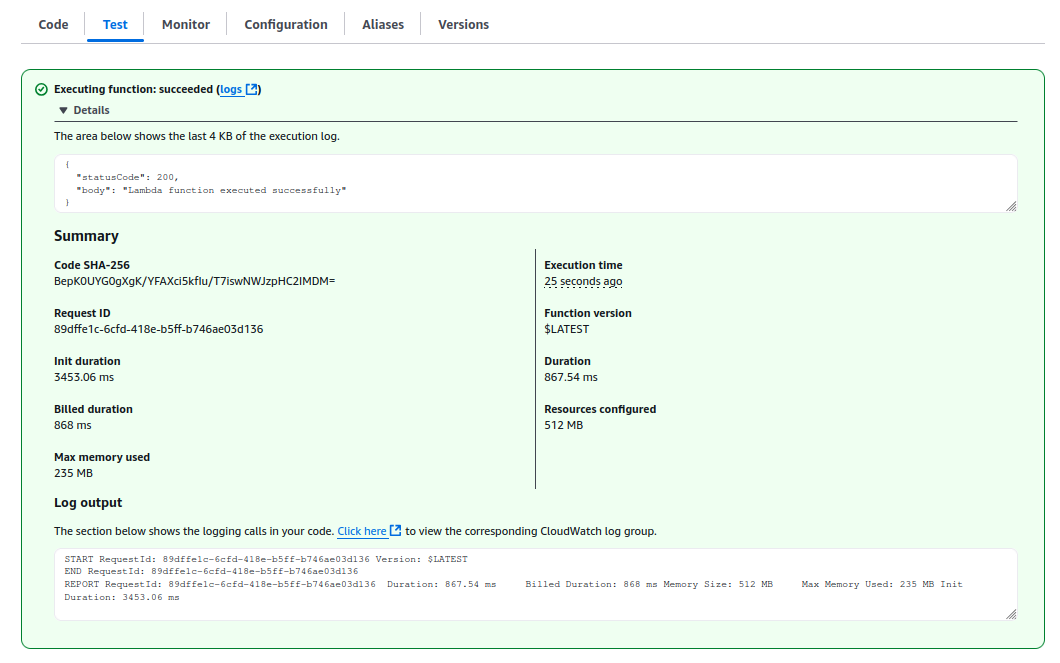 Code Test Monitor Configuration Aliases Versions
Executing function: succeeded (logs)
Details
The area below shows the last 4 KB of the execution log.
{
"statusCode": 200,
"body": "Lambda function executed successfully"
}
Summary
Code SHA-256
BepK0UYG0gXgK/YFAXci5kfIu/T7iswNWJzpHC2IMDM=
Request ID
89dffe1c-6cfd-418e-b5ff-b746ae03d136
Init duration
3453.06 ms
Billed duration
868 ms
Max memory used
235 MB
Execution time
25 seconds ago
Function version
$LATEST
Duration
867.54 ms
Resources configured
512 MB
Log output
The section below shows the logging calls in your code. Click here to view the corresponding CloudWatch log group.
START RequestId: 89dffe1c-6cfd-418e-b5ff-b746ae03d136 Version: $LATEST
END RequestId: 89dffe1c-6cfd-418e-b5ff-b746ae03d136
REPORT RequestId: 89dffe1c-6cfd-418e-b5ff-b746ae03d136 Duration: 867.54 ms Billed Duration: 868 ms Memory Size: 512 MB Max Memory Used: 235 MB Init
Duration: 3453.06 ms